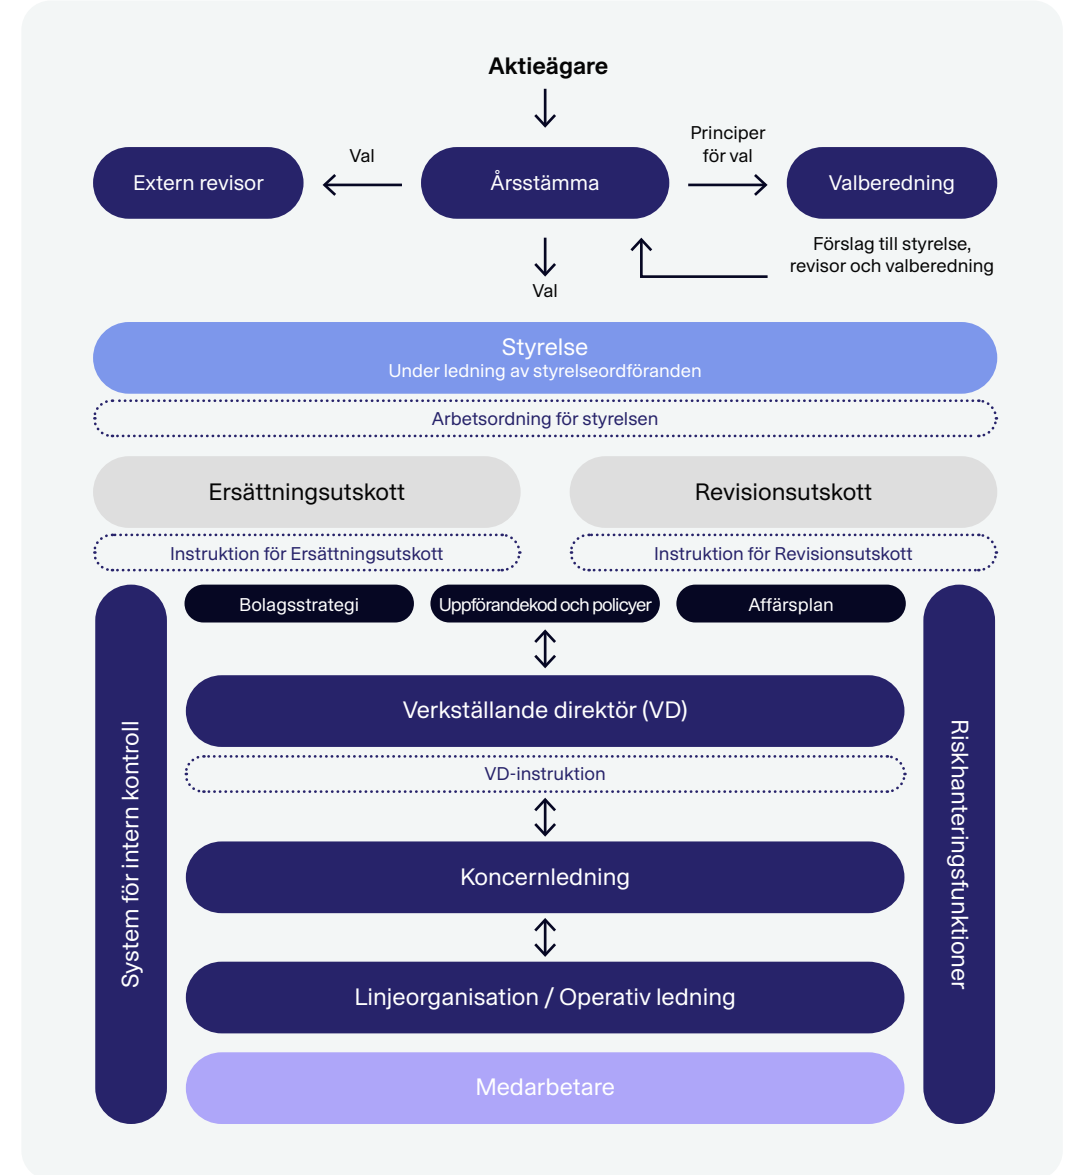 Aktieägare
Principer
för val
Val
Extern revisor
Årsstämma
Valberedning
Förslag till styrelse,
revisor och valberedning
Val
Styrelse
Under ledning av styrelseordföranden
Arbetsordning för styrelsen
Ersättningsutskott
Revisionsutskott
Instruktion för Ersättningsutskott
Instruktion för Revisionsutskott
Bolagsstrategi
Uppförandekod och policyer
Affärsplan
System för intern kontroll
Riskhanteringsfunktioner
Verkställande direktör (VD)
VD-instruktion
Koncernledning
Linjeorganisation / Operativ ledning
Medarbetare